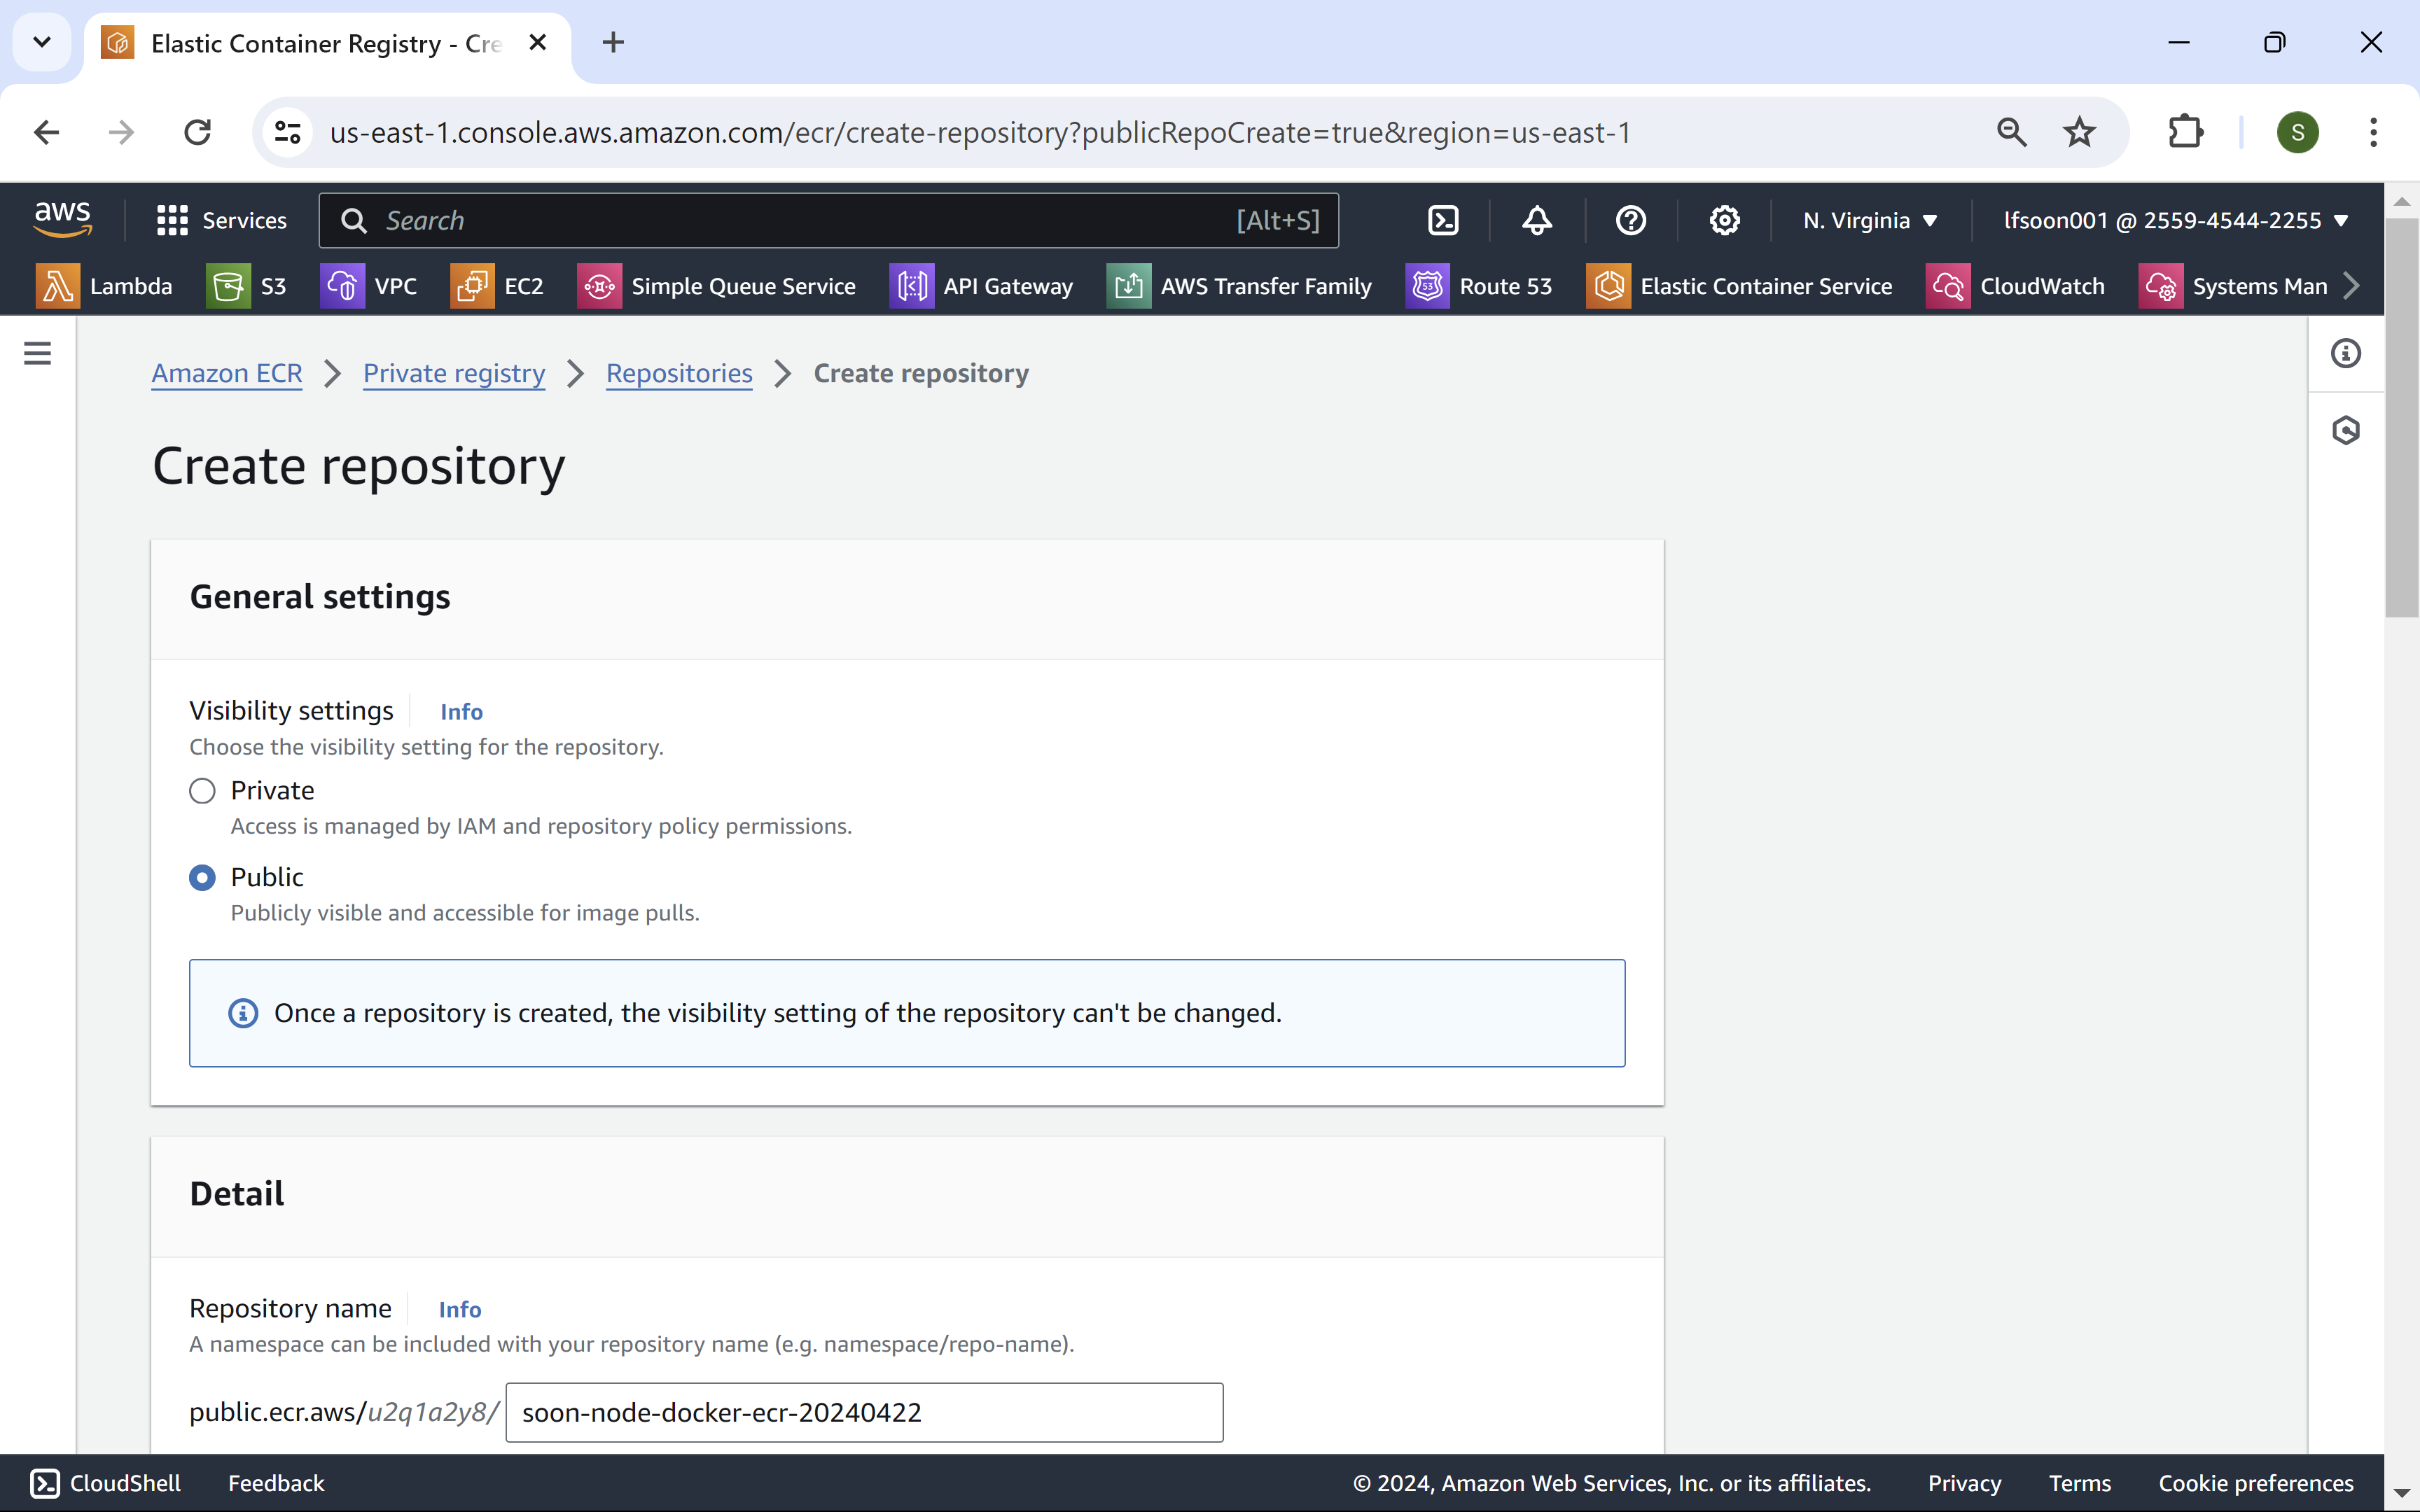 Elastic Container Registry - Cre
us-east-1.console.aws.amazon.com/ecr/create-repository?publicRepoCreate=true&region=us-east-1
S
aws
Services
Search [Alt+S]
N. Virginia
lfsoon001 @ 2559-4544-2255
Lambda
S3
VPC
EC2
Simple Queue Service
API Gateway
AWS Transfer Family
53
Route 53
Elastic Container Service
CloudWatch
Systems Man
Amazon ECR
Private registry
Repositories
Create repository
Create repository
General settings
Visibility settings
Info
Choose the visibility setting for the repository.
Private
Access is managed by IAM and repository policy permissions.
Public
Publicly visible and accessible for image pulls.
Once a repository is created, the visibility setting of the repository can't be changed.
Detail
Repository name
Info
A namespace can be included with your repository name (e.g. namespace/repo-name).
public.ecr.aws/u2q1a2y8/ soon-node-docker-ecr-20240422
CloudShell
Feedback
© 2024, Amazon Web Services, Inc. or its affiliates.
Privacy
Terms
Cookie preferences